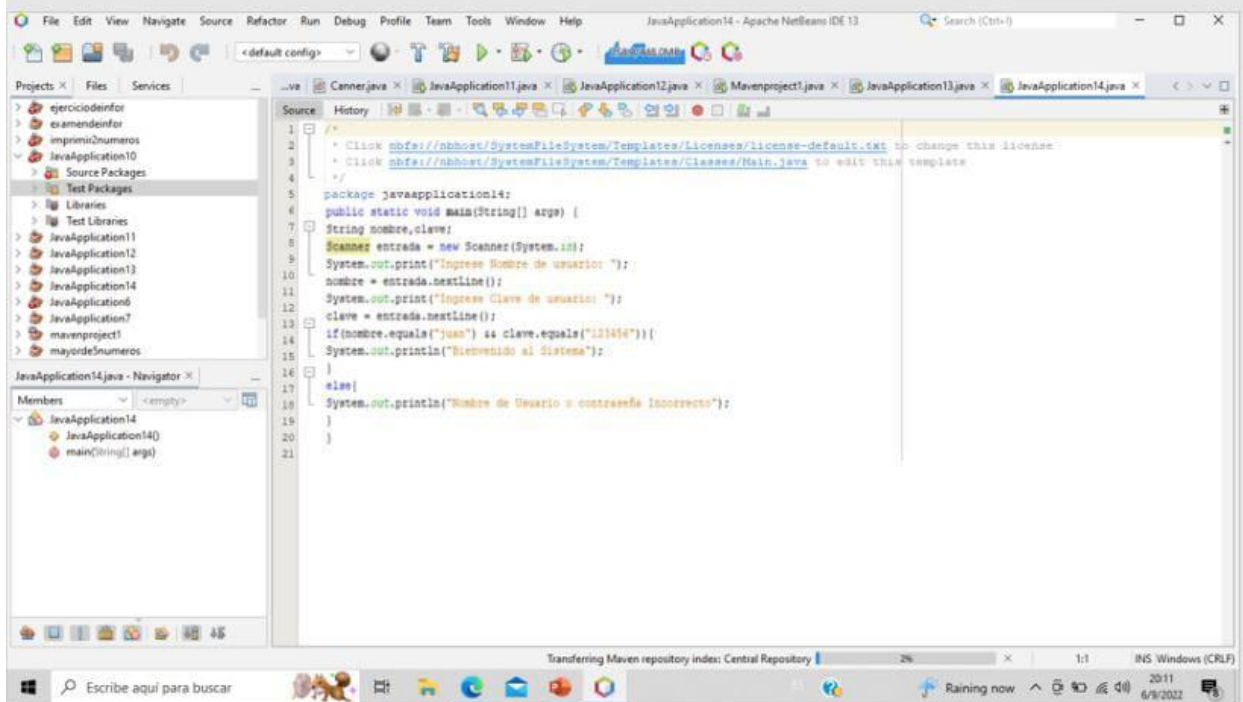 File Edit View Navigate Source Refactor Run Debug Profile Team Tools Window Help JavaApplication14 - Apache NetBeans IDE 13 Search (Ctrl+I)
<default config>
Projects Files Services
...va Canner.java JavaApplication11.java JavaApplication12.java Mavenproject1.java JavaApplication13.java JavaApplication14.java
ejerciciodeinfor
examendeinfor
imprimir2numeros
JavaApplication10
Source Packages
Test Packages
Libraries
Test Libraries
JavaApplication11
JavaApplication12
JavaApplication13
JavaApplication14
JavaApplication6
JavaApplication7
mavenproject1
mayorde5numeros
JavaApplication14.java - Navigator
Members <empty>
JavaApplication14
JavaApplication14()
main(String[] args)
Source History
1 /*
2 * Click nbfs://nbhost/SystemFileSystem/Templates/Licenses/license-default.txt to change this license
3 * Click nbfs://nbhost/SystemFileSystem/Templates/Classes/Main.java to edit this template
4 */
5 package javaapplication14;
6 public static void main(String[] args) {
7 String nombre,clave;
8 Scanner entrada = new Scanner(System.in);
9 System.out.print("Ingrese Nombre de usuario: ");
10 nombre = entrada.nextLine();
11 System.out.print("Ingrese Clave de usuario: ");
12 clave = entrada.nextLine();
13 if(nombre.equals("juan") && clave.equals("123456")){
14 System.out.println("Bienvenido al Sistema");
15 }
16 else{
17 System.out.println("Nombre de Usuario o contraseña Incorrecto");
18 }
19 }
20
21
Transferring Maven repository index: Central Repository 2% 1:1 INS Windows (CRLF)
Escribe aquí para buscar Raining now 20:11
6/9/2022